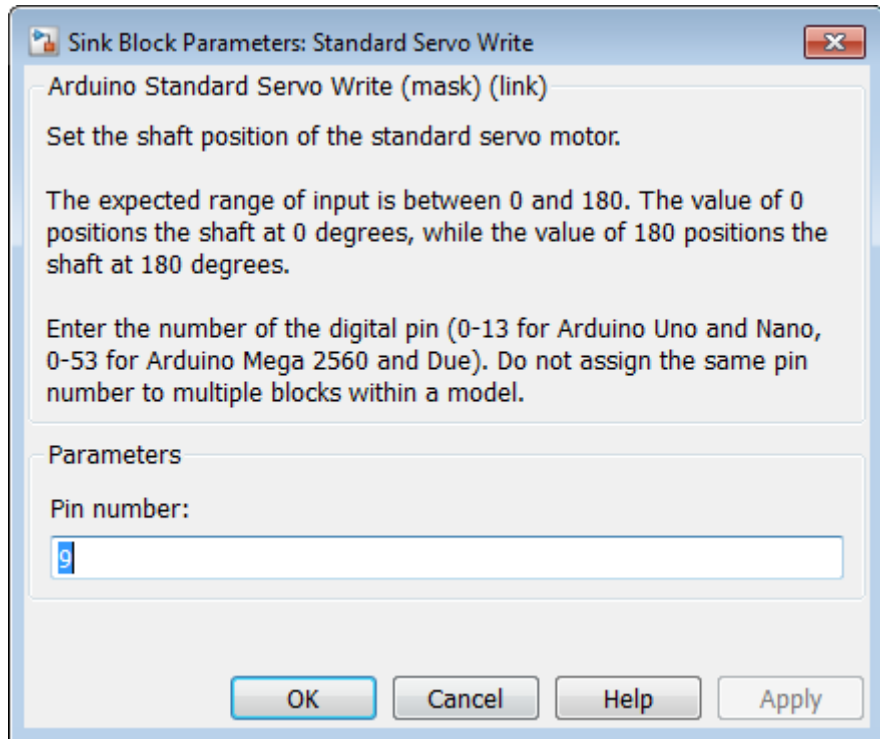 Sink Block Parameters: Standard Servo Write
Arduino Standard Servo Write (mask) (link)
Set the shaft position of the standard servo motor.
The expected range of input is between 0 and 180. The value of 0
positions the shaft at 0 degrees, while the value of 180 positions the
shaft at 180 degrees.
Enter the number of the digital pin (0-13 for Arduino Uno and Nano,
0-53 for Arduino Mega 2560 and Due). Do not assign the same pin
number to multiple blocks within a model.
Parameters
Pin number:
9
OK Cancel Help Apply